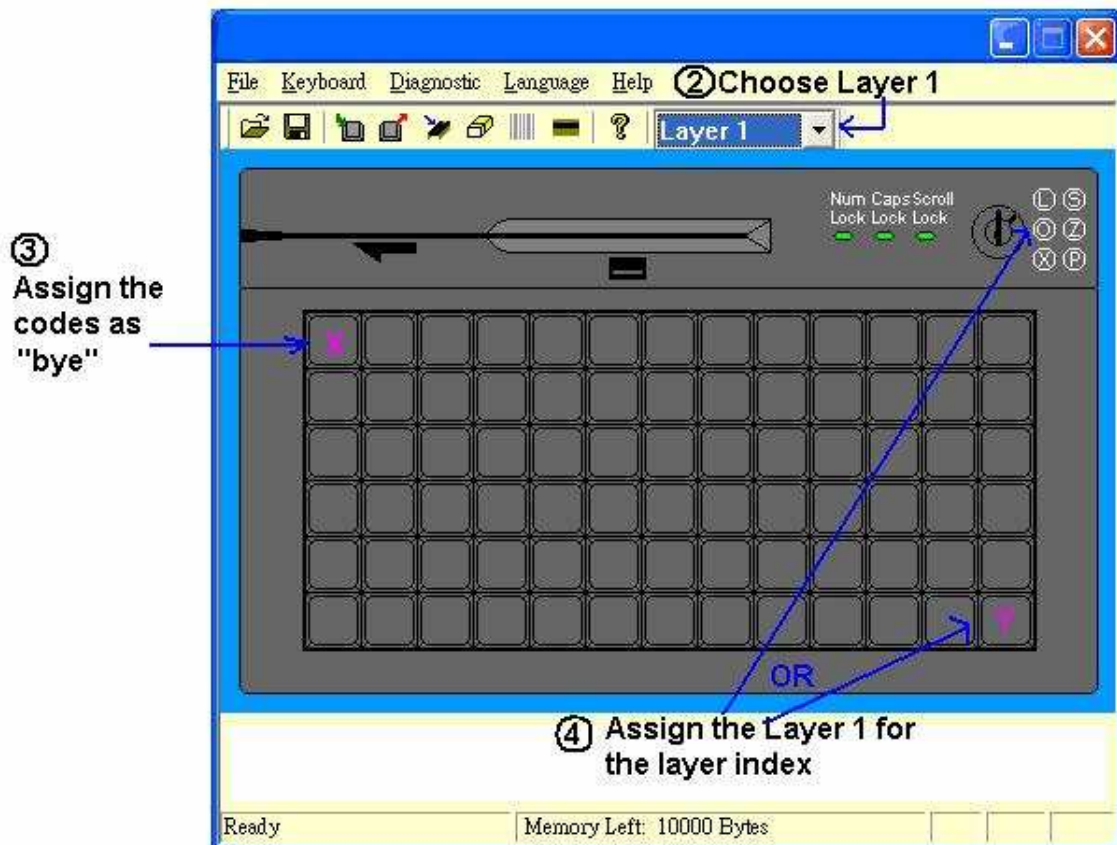 File Keyboard Diagnostic Language Help ②Choose Layer 1
? Layer 1
Num Caps Scroll
Lock Lock Lock
L S
O Z
X P
③
Assign the
codes as
"bye"
X
Y
OR
④ Assign the Layer 1 for
the layer index
Ready Memory Left: 10000 Bytes